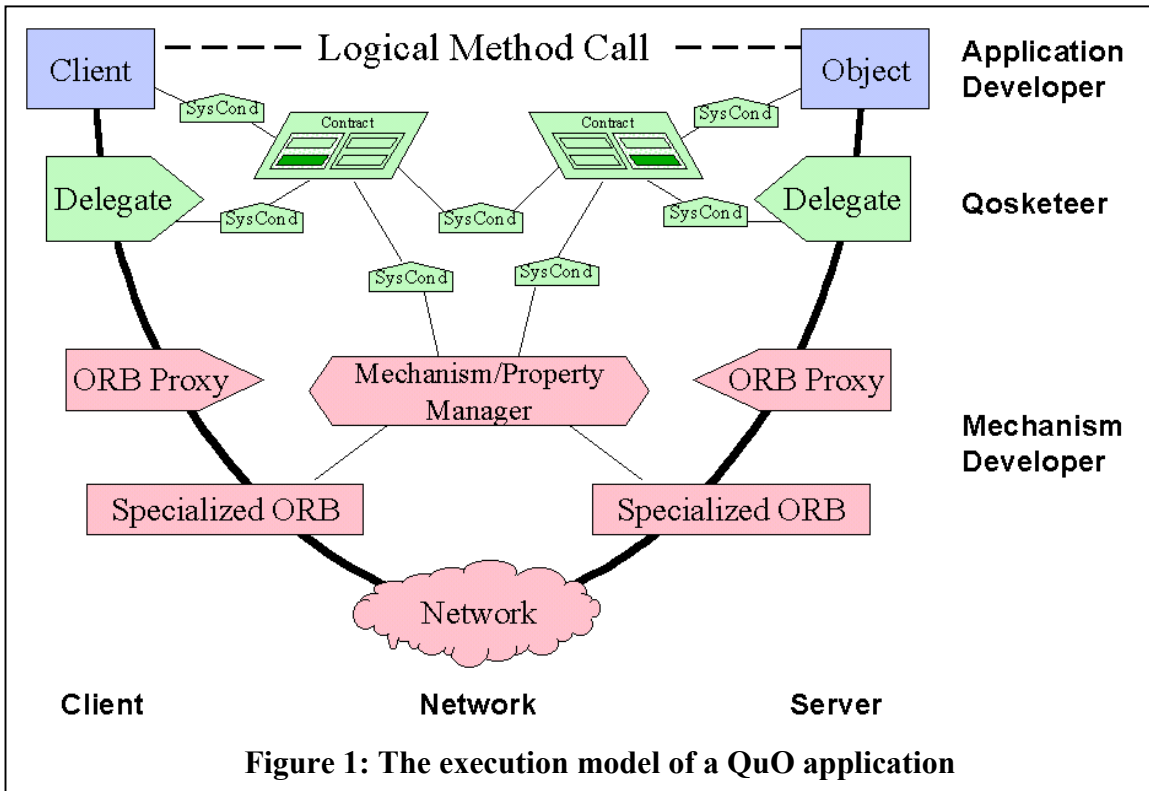 Logical Method Call
Client
Object
Application
Developer
SysCond
SysCond
Contract
Contract
Delegate
SysCond
SysCond
SysCond
Delegate
Qosketeer
SysCond
SysCond
ORB Proxy
Mechanism/Property
Manager
ORB Proxy
Mechanism
Developer
Specialized ORB
Specialized ORB
Network
Client
Network
Server
Figure 1: The execution model of a QuO application